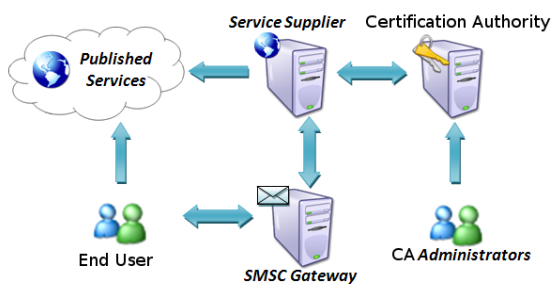 Service Supplier
Certification Authority
Published
Services
End User
SMSC Gateway
CA Administrators